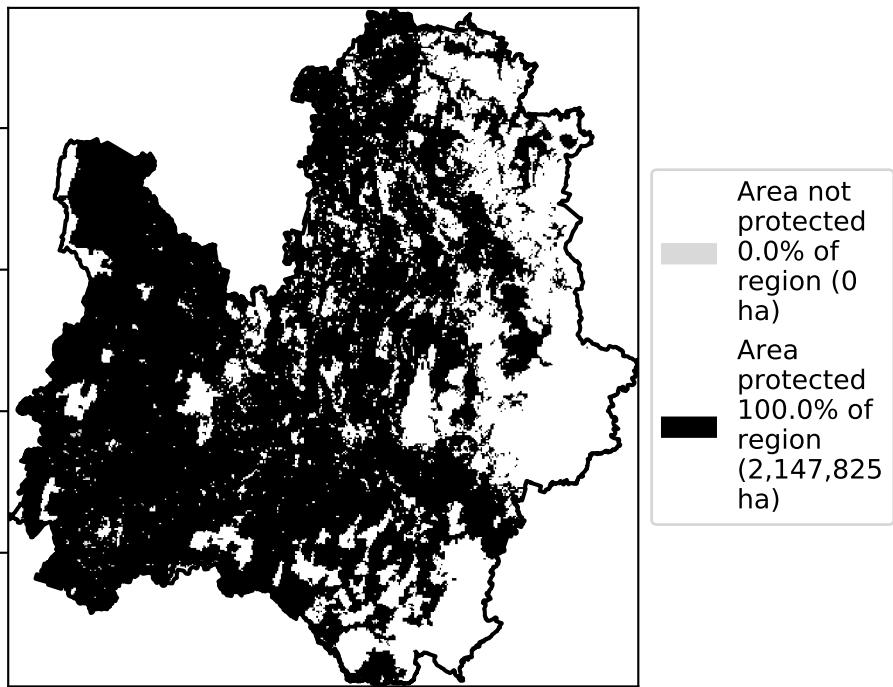 Area not
protected
0.0% of
region (0
ha)
Area
protected
100.0% of
region
(2,147,825
ha)